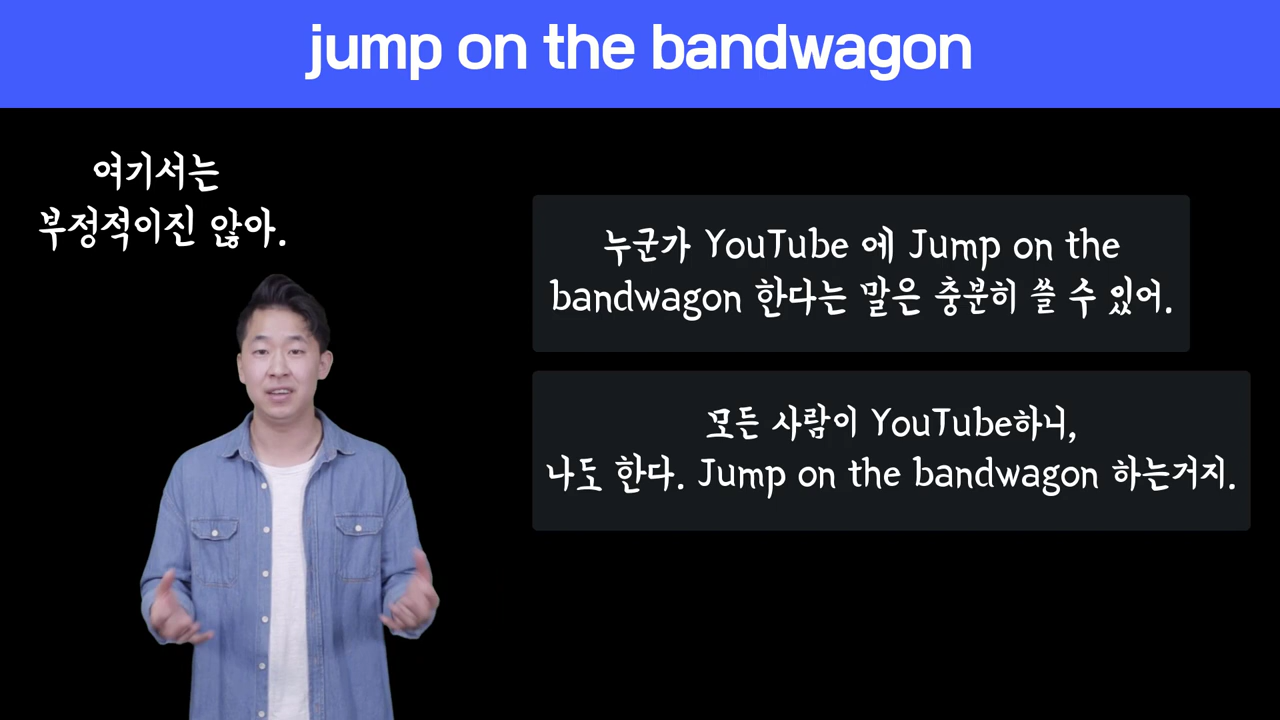 jump on the bandwagon
여기서는
부정적이진 않아.
누군가 YouTube 에 Jump on the
bandwagon 한다는 말은 충분히 쓸 수 있어.
모든 사람이 YouTube하니,
나도 한다. Jump on the bandwagon 하는거지.